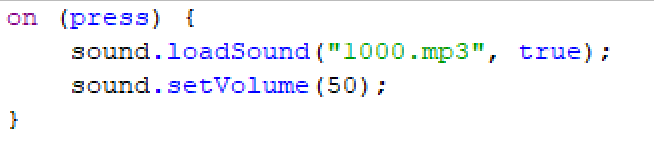 on (press) {
    sound.loadSound("1000.mp3", true);
    sound.setVolume(50);
}